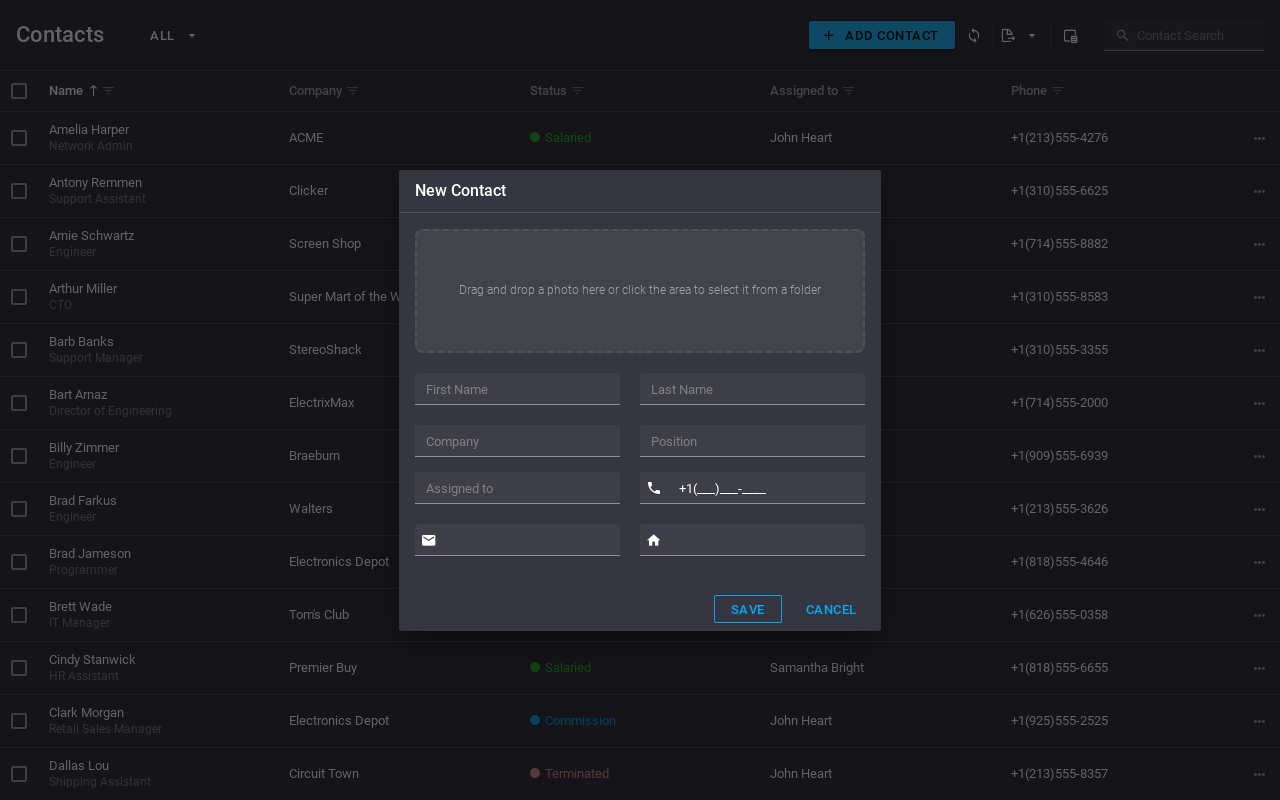 Contacts
ALL
ADD CONTACT
Contact Search
Name
Company
Status
Assigned to
Phone
Amelia Harper
Network Admin
ACME
Salaried
John Heart
+1(213)555-4276
Antony Remmen
Support Assistant
Clicker
+1(310)555-6625
Arnie Schwartz
Engineer
Screen Shop
+1(714)555-8882
Arthur Miller
CTO
Super Mart of the W
+1(310)555-8583
Barb Banks
Support Manager
StereoShack
+1(310)555-3355
Bart Arnaz
Director of Engineering
ElectrixMax
+1(714)555-2000
Billy Zimmer
Engineer
Braeburn
+1(909)555-6939
Brad Farkus
Engineer
Walters
+1(213)555-3626
Brad Jameson
Programmer
Electronics Depot
+1(818)555-4646
Brett Wade
IT Manager
Tom's Club
+1(626)555-0358
Cindy Stanwick
HR Assistant
Premier Buy
Salaried
Samantha Bright
+1(818)555-6655
Clark Morgan
Retail Sales Manager
Electronics Depot
Commission
John Heart
+1(925)555-2525
Dallas Lou
Shipping Assistant
Circuit Town
Terminated
John Heart
+1(213)555-8357
New Contact
Drag and drop a photo here or click the area to select it from a folder
First Name
Last Name
Company
Position
Assigned to
+1(___)___-____
SAVE
CANCEL